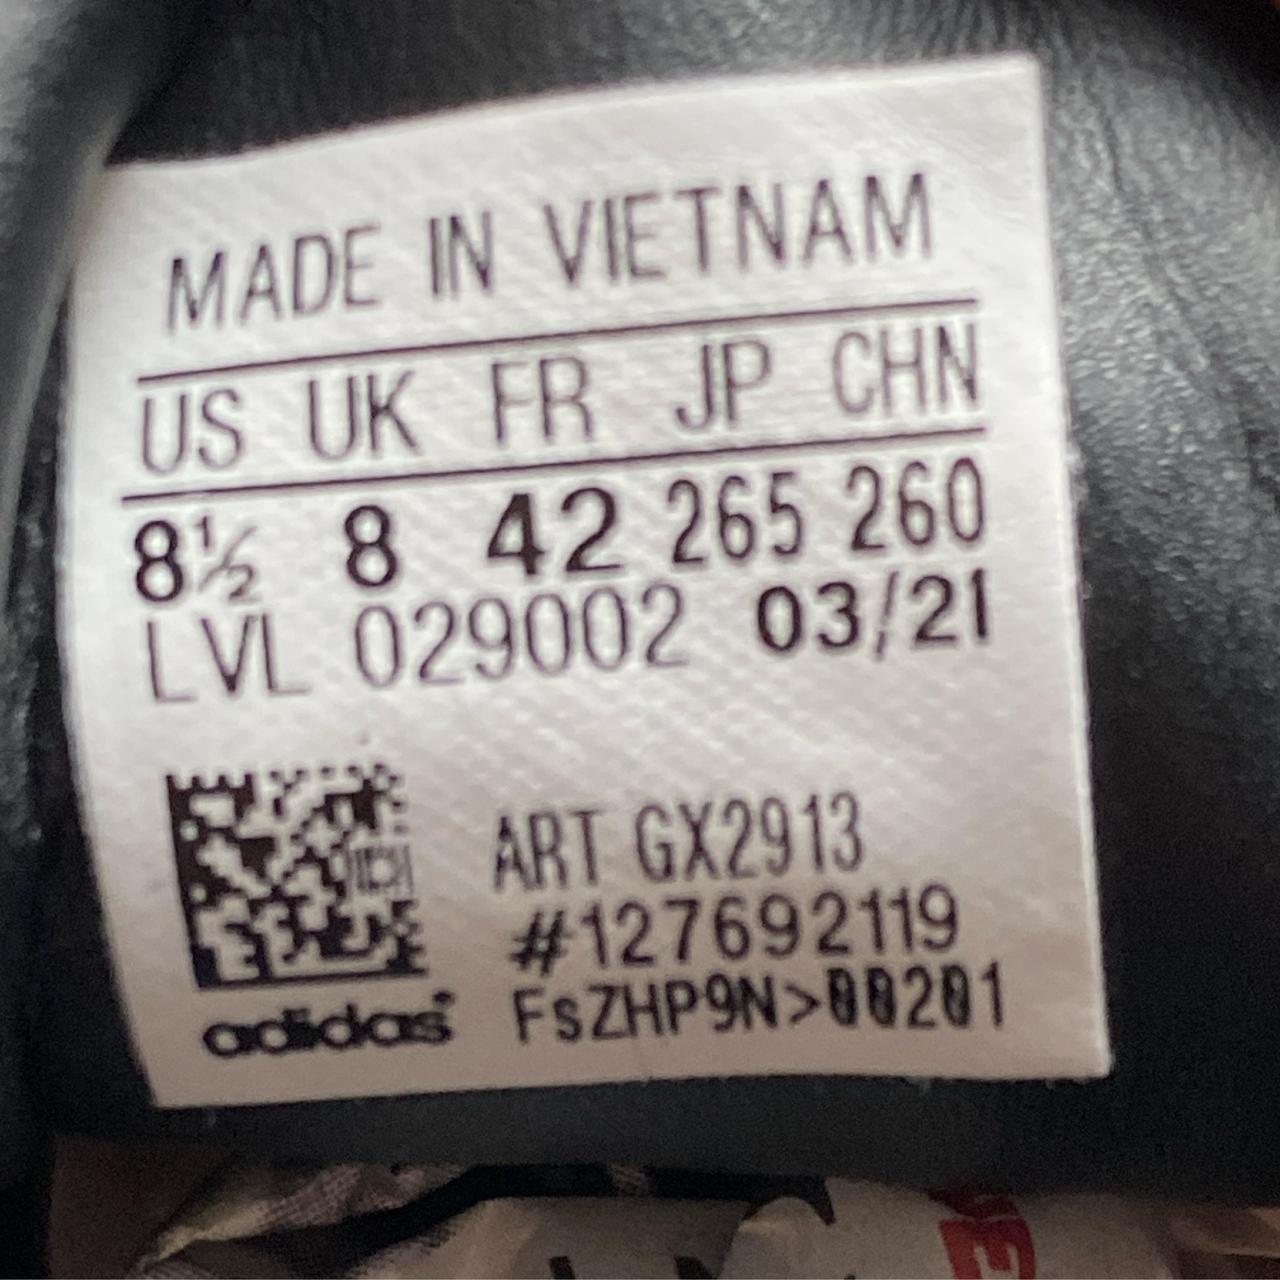 MADE IN VIETNAM
US UK FR JP CHN
8½ 8 42 265 260
LVL 029002 03/21
ART GX2913
#127692119
FsZHP9N>00201
adidas